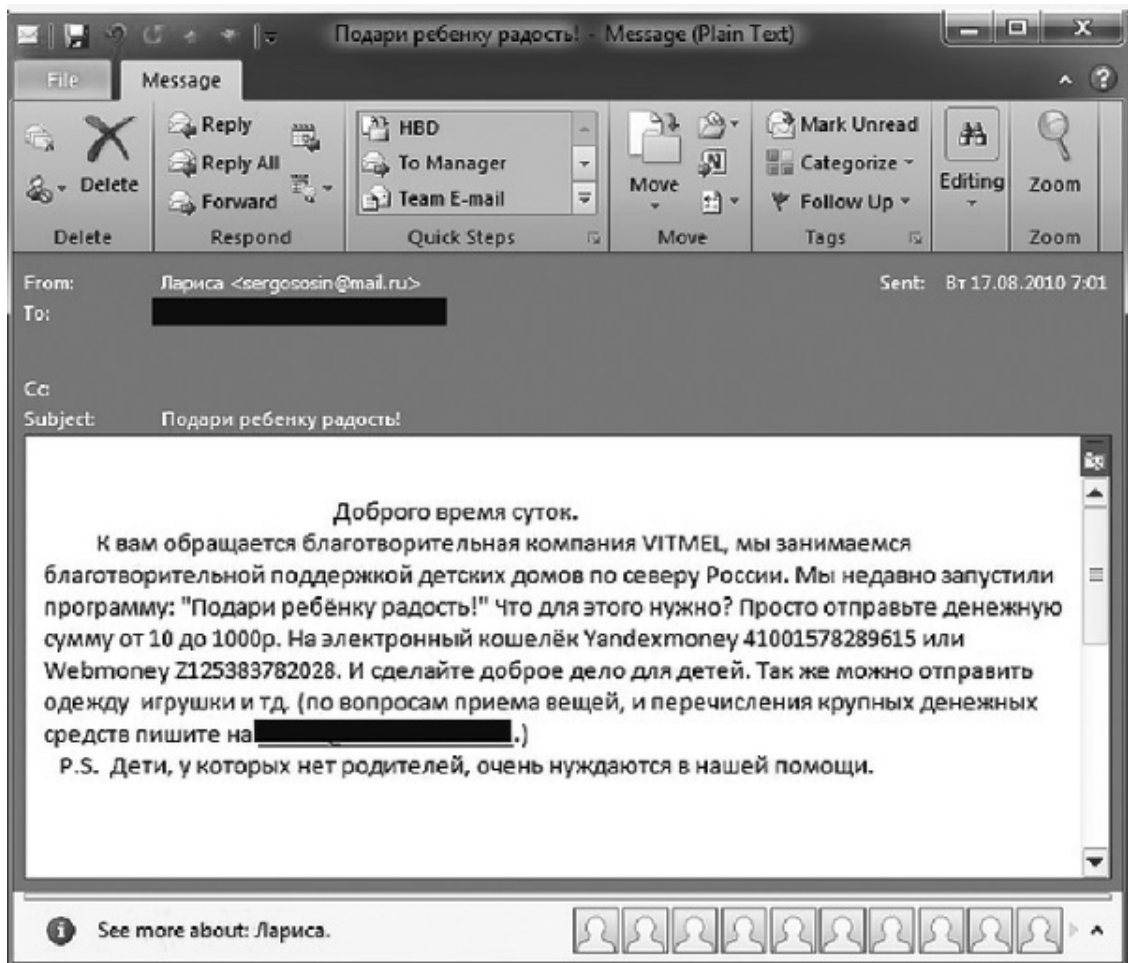 Подари ребенку радость! - Message (Plain Text)
File Message
Reply
Reply All
Forward
Delete
HBD
To Manager
Team E-mail
Move
Mark Unread
Categorize
Follow Up
Editing
Zoom
Delete Respond Quick Steps Move Tags Zoom
From: Лариса <sergososin@mail.ru> Sent: Вт 17.08.2010 7:01
To:
Cc:
Subject: Подари ребенку радость!
Доброго время суток.
К вам обращается благотворительная компания VITMEL, мы занимаемся
благотворительной поддержкой детских домов по северу России. Мы недавно запустили
программу: "Подари ребёнку радость!" Что для этого нужно? Просто отправьте денежную
сумму от 10 до 1000р. На электронный кошелёк Yandexmoney 41001578289615 или
Webmoney Z125383782028. И сделайте доброе дело для детей. Так же можно отправить
одежду игрушки и тд. (по вопросам приема вещей, и перечисления крупных денежных
средств пишите на .)
P.S. Дети, у которых нет родителей, очень нуждаются в нашей помощи.
See more about: Лариса.